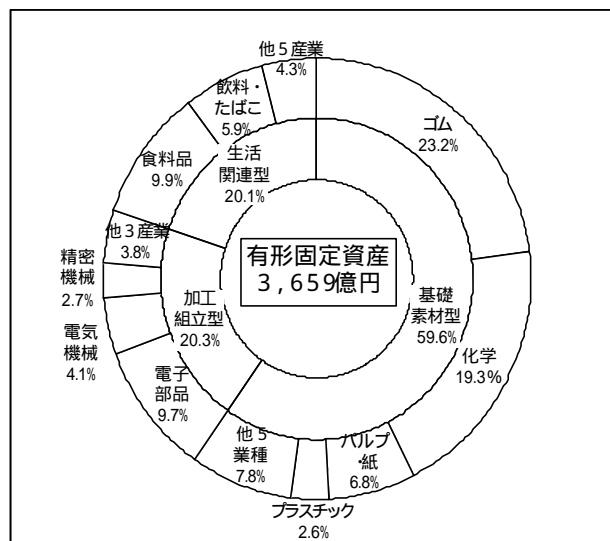 他５産業
4.3%
飲料・
たばこ
5.9%
ゴム
23.2%
食料品
9.9%
生活
関連型
20.1%
他３産業
3.8%
有形固定資産
3,659億円
精密
機械
2.7%
加工
組立型
20.3%
基礎
素材型
59.6%
電気
機械
4.1%
化学
19.3%
電子
部品
9.7%
他５
業種
7.8%
パルプ
・紙
6.8%
プラスチック
2.6%